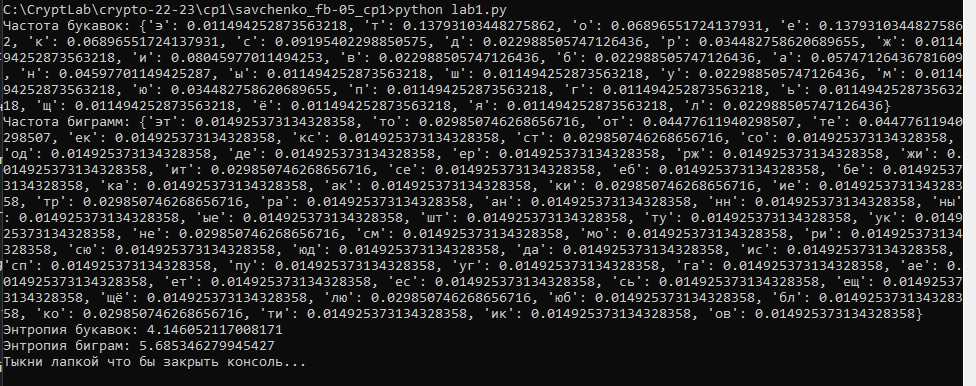 C:\CryptLab\crypto-22-23\cp1\savchenko_fb-05_cp1>python lab1.py
Частота букавок: {'э': 0.011494252873563218, 'т': 0.13793103448275862, 'о': 0.06896551724137931, 'е': 0.1379310344827586
2, 'к': 0.06896551724137931, 'с': 0.09195402298850575, 'д': 0.022988505747126436, 'р': 0.034482758620689655, 'ж': 0.0114
94252873563218, 'и': 0.08045977011494253, 'в': 0.022988505747126436, 'б': 0.022988505747126436, 'а': 0.05747126436781609
, 'н': 0.04597701149425287, 'ы': 0.011494252873563218, 'ш': 0.011494252873563218, 'у': 0.022988505747126436, 'м': 0.0114
94252873563218, 'ю': 0.034482758620689655, 'п': 0.011494252873563218, 'г': 0.011494252873563218, 'ь': 0.0114942528735632
18, 'щ': 0.011494252873563218, 'ё': 0.011494252873563218, 'я': 0.011494252873563218, 'л': 0.022988505747126436}
Частота биграмм: {'эт': 0.014925373134328358, 'то': 0.029850746268656716, 'от': 0.04477611940298507, 'те': 0.04477611940
298507, 'ек': 0.014925373134328358, 'кс': 0.014925373134328358, 'ст': 0.029850746268656716, 'со': 0.014925373134328358,
'од': 0.014925373134328358, 'де': 0.014925373134328358, 'ер': 0.014925373134328358, 'рж': 0.014925373134328358, 'жи': 0.
014925373134328358, 'ит': 0.029850746268656716, 'се': 0.014925373134328358, 'еб': 0.014925373134328358, 'бе': 0.01492537
3134328358, 'ка': 0.014925373134328358, 'ак': 0.014925373134328358, 'ки': 0.029850746268656716, 'ие': 0.0149253731343283
58, 'тр': 0.029850746268656716, 'ра': 0.014925373134328358, 'ан': 0.014925373134328358, 'нн': 0.014925373134328358, 'ны'
: 0.014925373134328358, 'ые': 0.014925373134328358, 'шт': 0.014925373134328358, 'ту': 0.014925373134328358, 'ук': 0.0149
25373134328358, 'не': 0.029850746268656716, 'см': 0.014925373134328358, 'мо': 0.014925373134328358, 'ри': 0.014925373134
328358, 'сю': 0.014925373134328358, 'юд': 0.014925373134328358, 'да': 0.014925373134328358, 'ис': 0.014925373134328358,
'сп': 0.014925373134328358, 'пу': 0.014925373134328358, 'уг': 0.014925373134328358, 'га': 0.014925373134328358, 'ае': 0.
014925373134328358, 'ет': 0.014925373134328358, 'ес': 0.014925373134328358, 'сь': 0.014925373134328358, 'ещ': 0.01492537
3134328358, 'щё': 0.014925373134328358, 'лю': 0.029850746268656716, 'юб': 0.014925373134328358, 'бл': 0.0149253731343283
58, 'ко': 0.029850746268656716, 'ти': 0.014925373134328358, 'ик': 0.014925373134328358, 'ов': 0.014925373134328358}
Энтропия букавок: 4.146052117008171
Энтропия биграм: 5.685346279945427
Тыкни лапкой что бы закрыть консоль...